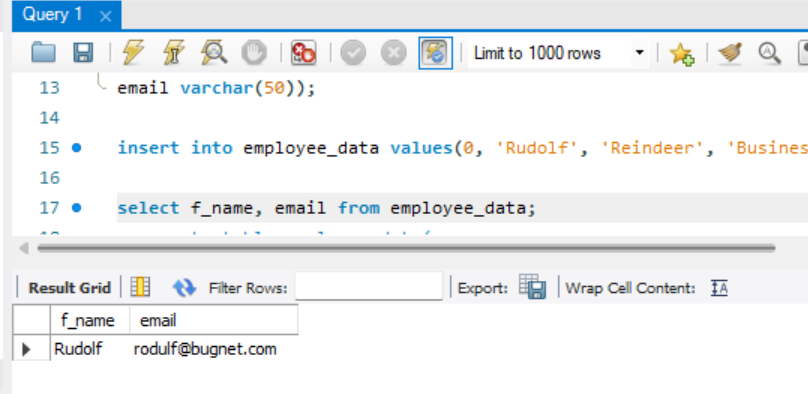 Query 1
Limit to 1000 rows
13 email varchar(50));
14
15 insert into employee_data values(0, 'Rudolf', 'Reindeer', 'Busines
16
17 select f_name, email from employee_data;
Result Grid Filter Rows: Export: Wrap Cell Content:
f_name email
Rudolf rodulf@bugnet.com